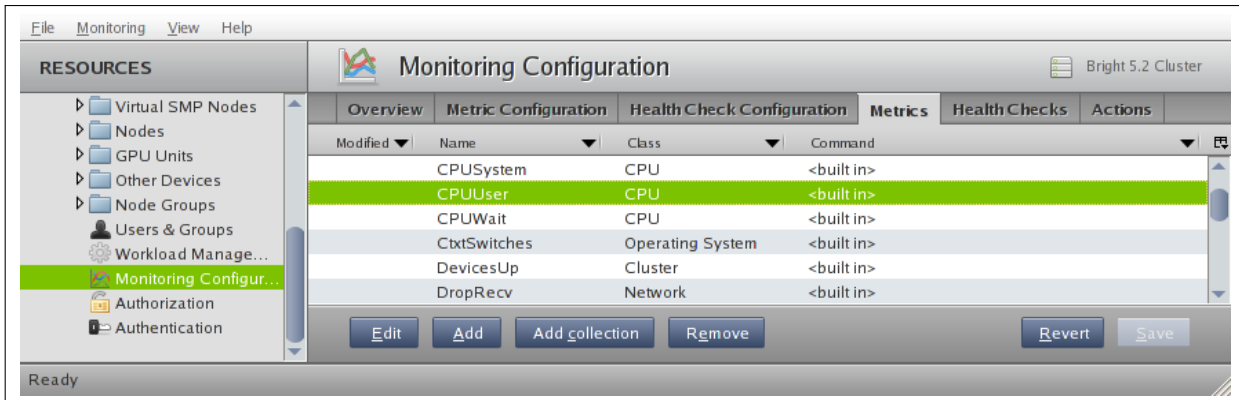 File Monitoring View Help
RESOURCES
Virtual SMP Nodes
Nodes
GPU Units
Other Devices
Node Groups
Users & Groups
Workload Manage...
Monitoring Configur...
Authorization
Authentication
Monitoring Configuration
Bright 5.2 Cluster
Overview Metric Configuration Health Check Configuration Metrics Health Checks Actions
Modified Name Class Command
CPUSystem CPU <built in>
CPUUser CPU <built in>
CPUWait CPU <built in>
CtxtSwitches Operating System <built in>
DevicesUp Cluster <built in>
DropRecv Network <built in>
Edit Add Add collection Remove Revert Save
Ready